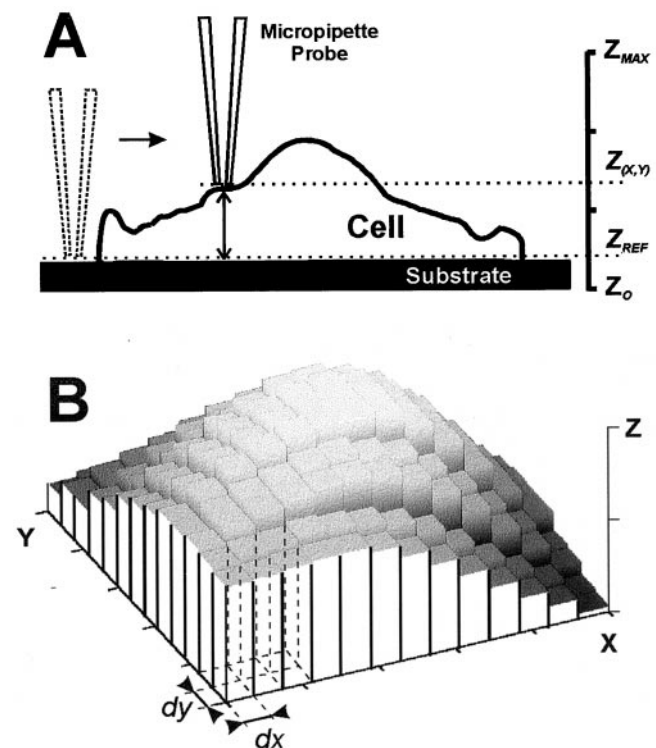 A
Micropipette
Probe
Z_MAX
Z_(X,Y)
Cell
Z_REF
Substrate
Z_O
B
Z
Y
X
dy
dx